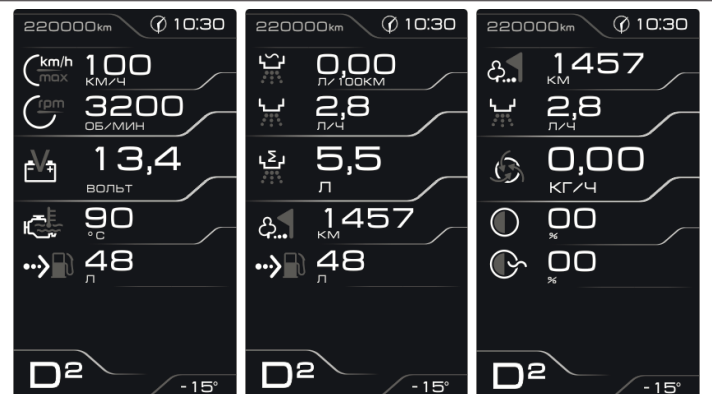 220000km 10:30
km/h
max
100
КМ/Ч
rpm
3200
ОБ/МИН
V
13,4
ВОЛЬТ
90
°C
48
Л
D2
-15°
220000km 10:30
0,00
Л/100КМ
2,8
Л/Ч
Σ
5,5
Л
1457
КМ
48
Л
D2
-15°
220000km 10:30
1457
КМ
2,8
Л/Ч
0,00
КГ/Ч
00
%
00
%
D2
-15°